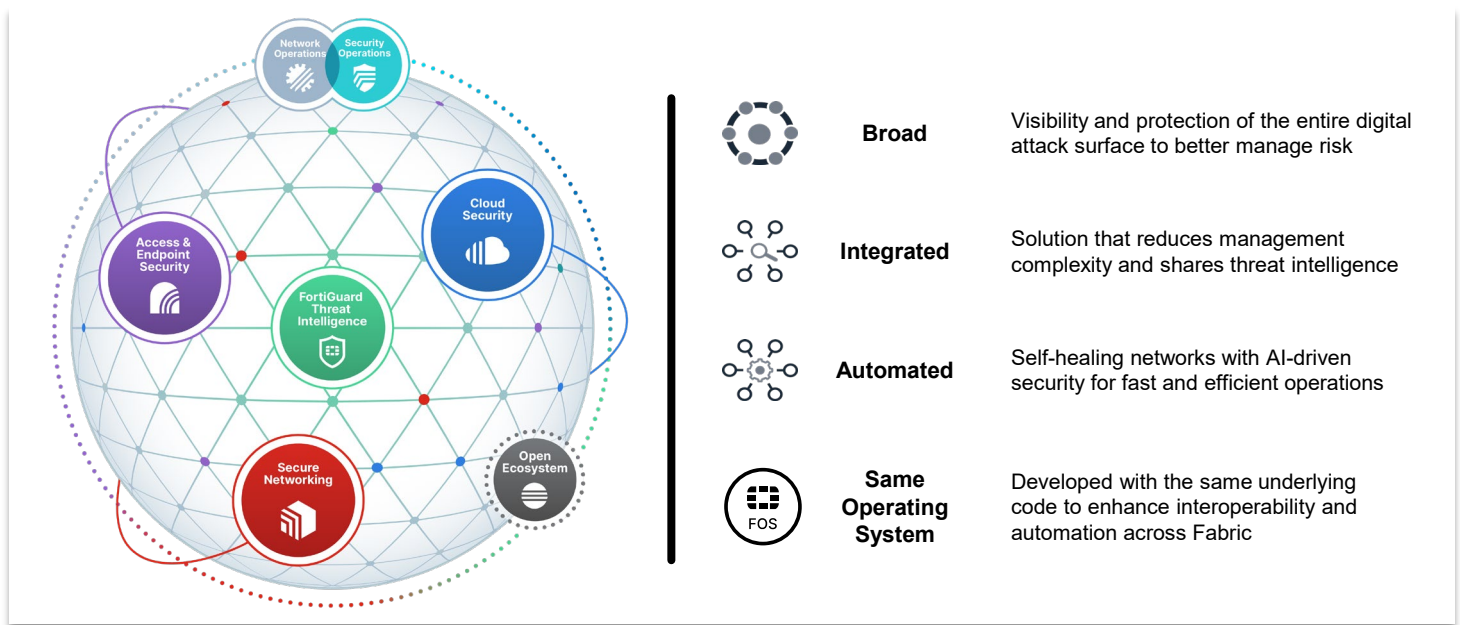 Network
Operations
Security
Operations
Cloud
Security
Access &
Endpoint
Security
FortiGuard
Threat
Intelligence
Secure
Networking
Open
Ecosystem
Broad
Visibility and protection of the entire digital
attack surface to better manage risk
Integrated
Solution that reduces management
complexity and shares threat intelligence
Automated
Self-healing networks with AI-driven
security for fast and efficient operations
FOS
Same
Operating
System
Developed with the same underlying
code to enhance interoperability and
automation across Fabric